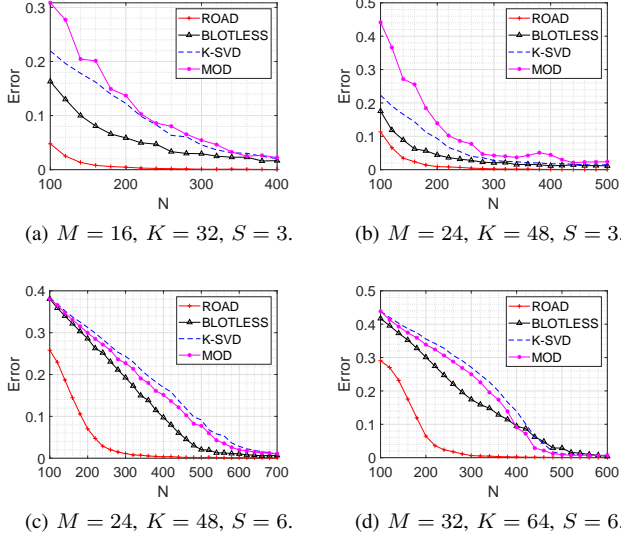 0.3
0.2
0.1
0
Error
ROAD
BLOTLESS
K-SVD
MOD
100 200 300 400
N
(a) M = 16, K = 32, S = 3.
0.5
0.4
0.3
0.2
0.1
0
Error
ROAD
BLOTLESS
K-SVD
MOD
100 200 300 400 500
N
(b) M = 24, K = 48, S = 3.
0.4
0.3
0.2
0.1
0
Error
ROAD
BLOTLESS
K-SVD
MOD
100 200 300 400 500 600 700
N
(c) M = 24, K = 48, S = 6.
0.5
0.4
0.3
0.2
0.1
0
Error
ROAD
BLOTLESS
K-SVD
MOD
100 200 300 400 500 600
N
(d) M = 32, K = 64, S = 6.